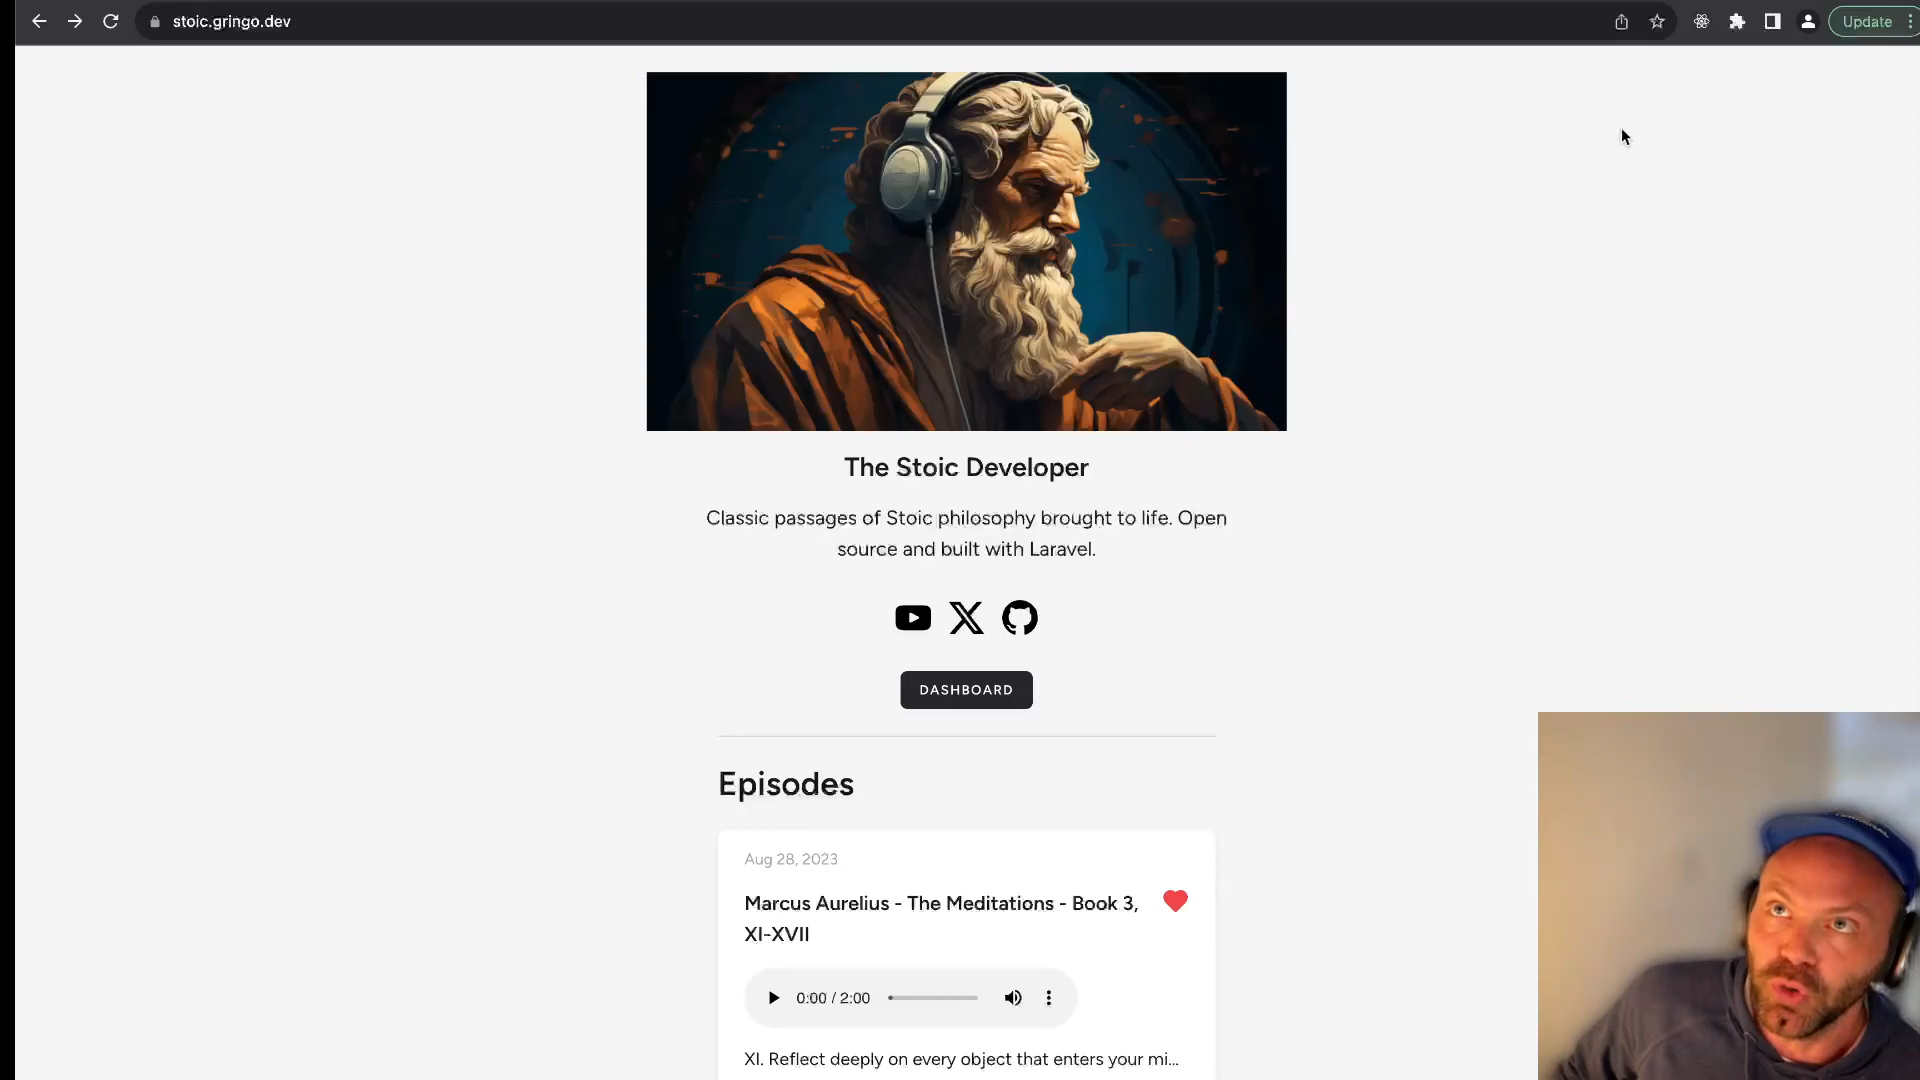 stoic.gringo.dev
Update
The Stoic Developer
Classic passages of Stoic philosophy brought to life. Open
source and built with Laravel.
DASHBOARD
Episodes
Aug 28, 2023
Marcus Aurelius - The Meditations - Book 3,
XI-XVII
0:00 / 2:00
XI. Reflect deeply on every object that enters your mi...